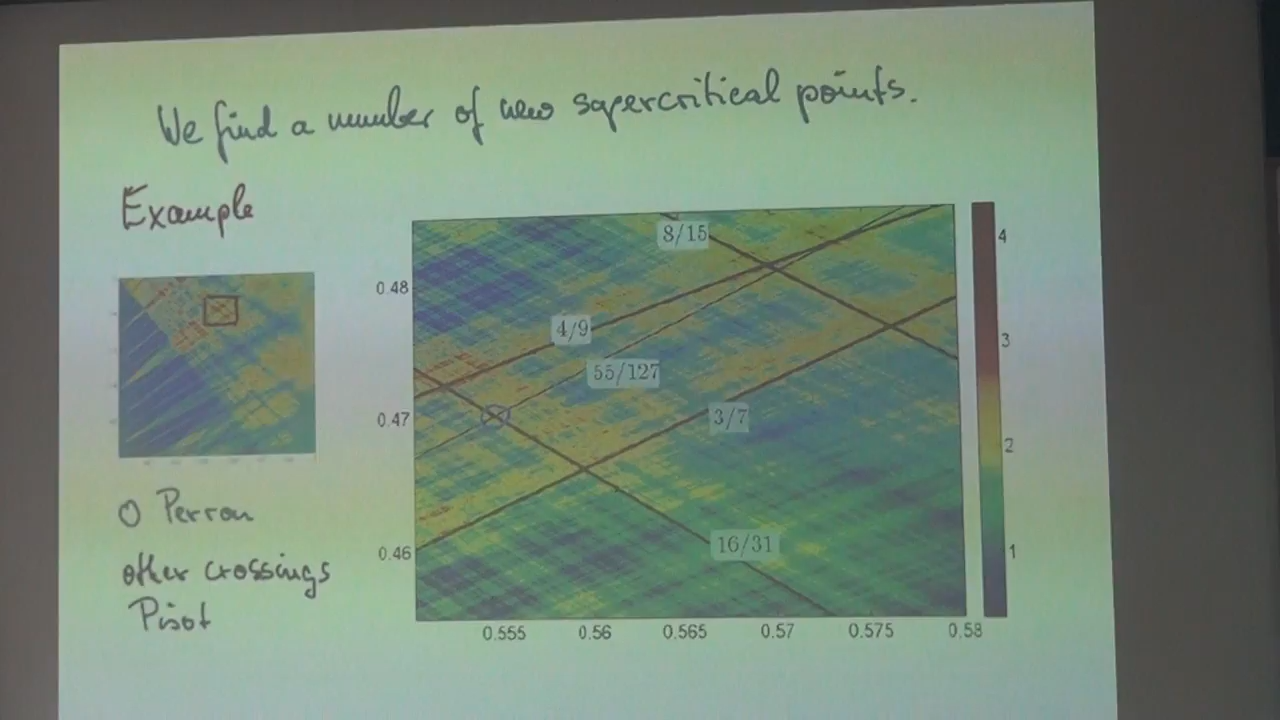 We find a number of new supercritical points.
Example
8/15
4/9
55/127
3/7
16/31
0.48
0.47
0.46
0.555 0.56 0.565 0.57 0.575 0.58
4
3
2
1
O Perron
other crossings
Pisot